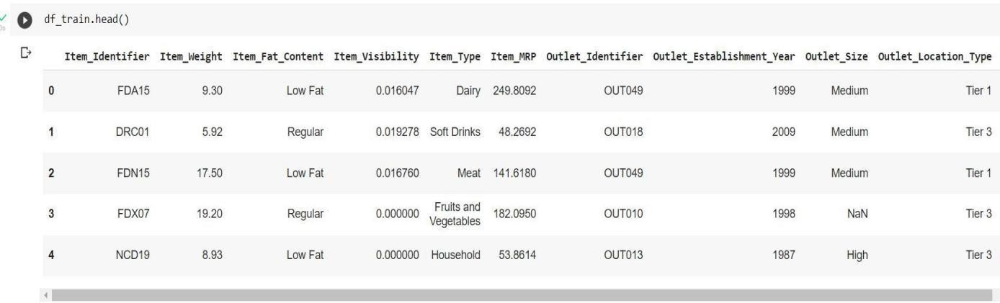 df_train.head()
Item_Identifier Item_Weight Item_Fat_Content Item_Visibility Item_Type Item_MRP Outlet_Identifier Outlet_Establishment_Year Outlet_Size Outlet_Location_Type
0 FDA15 9.30 Low Fat 0.016047 Dairy 249.8092 OUT049 1999 Medium Tier 1
1 DRC01 5.92 Regular 0.019278 Soft Drinks 48.2692 OUT018 2009 Medium Tier 3
2 FDN15 17.50 Low Fat 0.016760 Meat 141.6180 OUT049 1999 Medium Tier 1
3 FDX07 19.20 Regular 0.000000 Fruits and Vegetables 182.0950 OUT010 1998 NaN Tier 3
4 NCD19 8.93 Low Fat 0.000000 Household 53.8614 OUT013 1987 High Tier 3